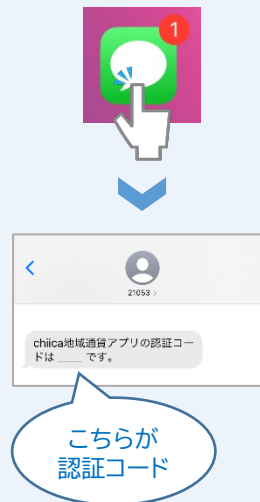 1
21053 >
chiica地域通貨アプリの認証コー
ドは ____ です。
こちらが
認証コード